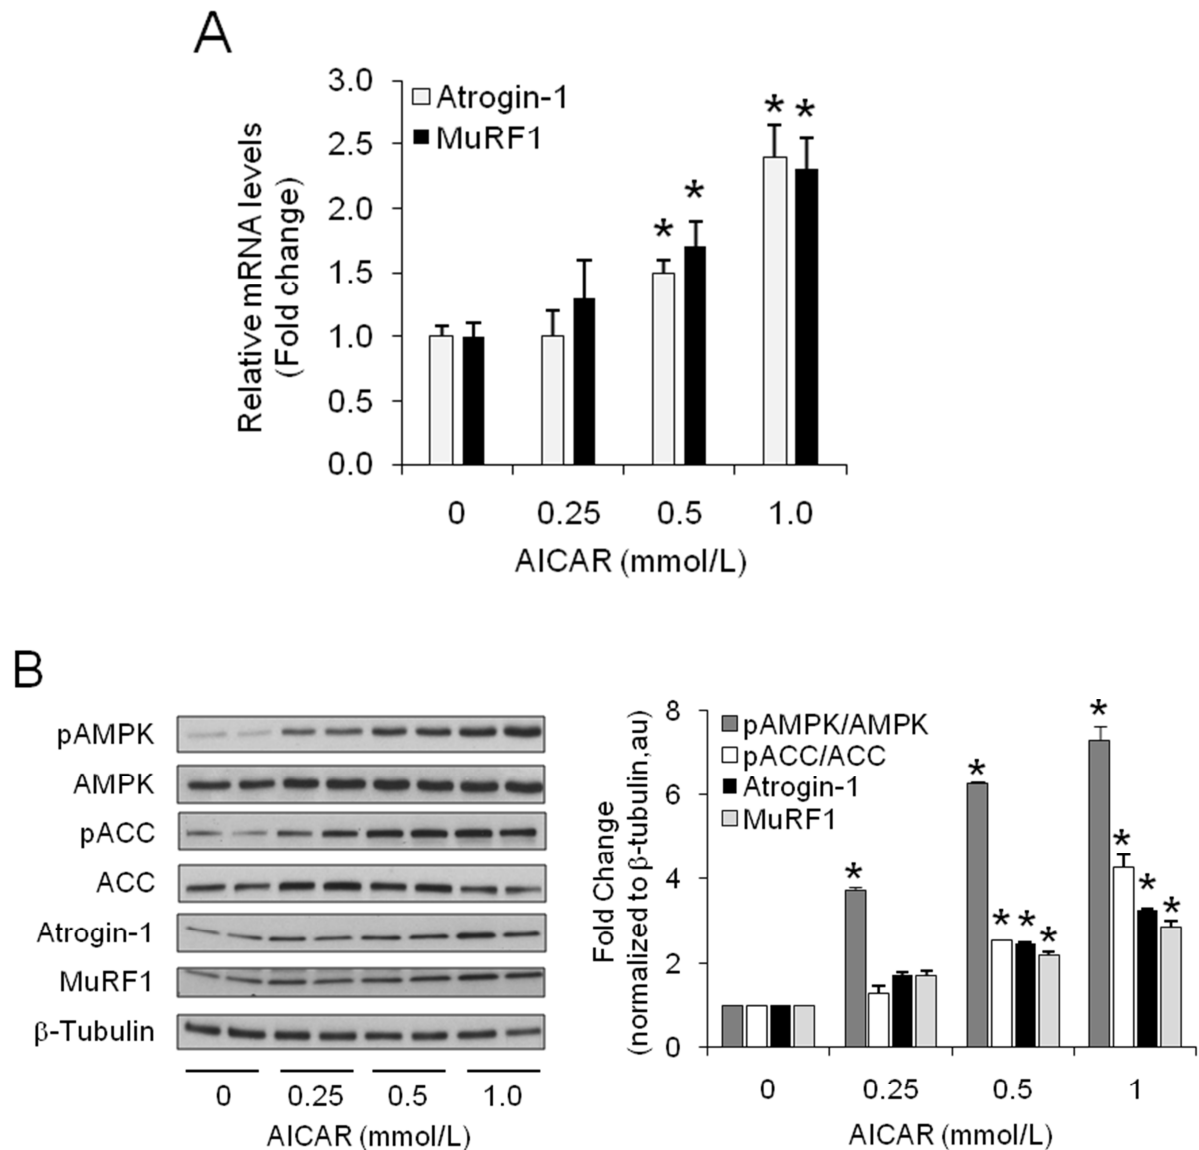 A
Relative mRNA levels
(Fold change)
3.0
2.5
2.0
1.5
1.0
0.5
0.0
Atrogin-1
MuRF1
* *
* *
0 0.25 0.5 1.0
AICAR (mmol/L)
B
pAMPK
AMPK
pACC
ACC
Atrogin-1
MuRF1
β-Tubulin
0 0.25 0.5 1.0
AICAR (mmol/L)
Fold Change
(normalized to β-tubulin,au)
8
6
4
2
0
pAMPK/AMPK
pACC/ACC
Atrogin-1
MuRF1
*
* * * *
* * * *
0 0.25 0.5 1
AICAR (mmol/L)